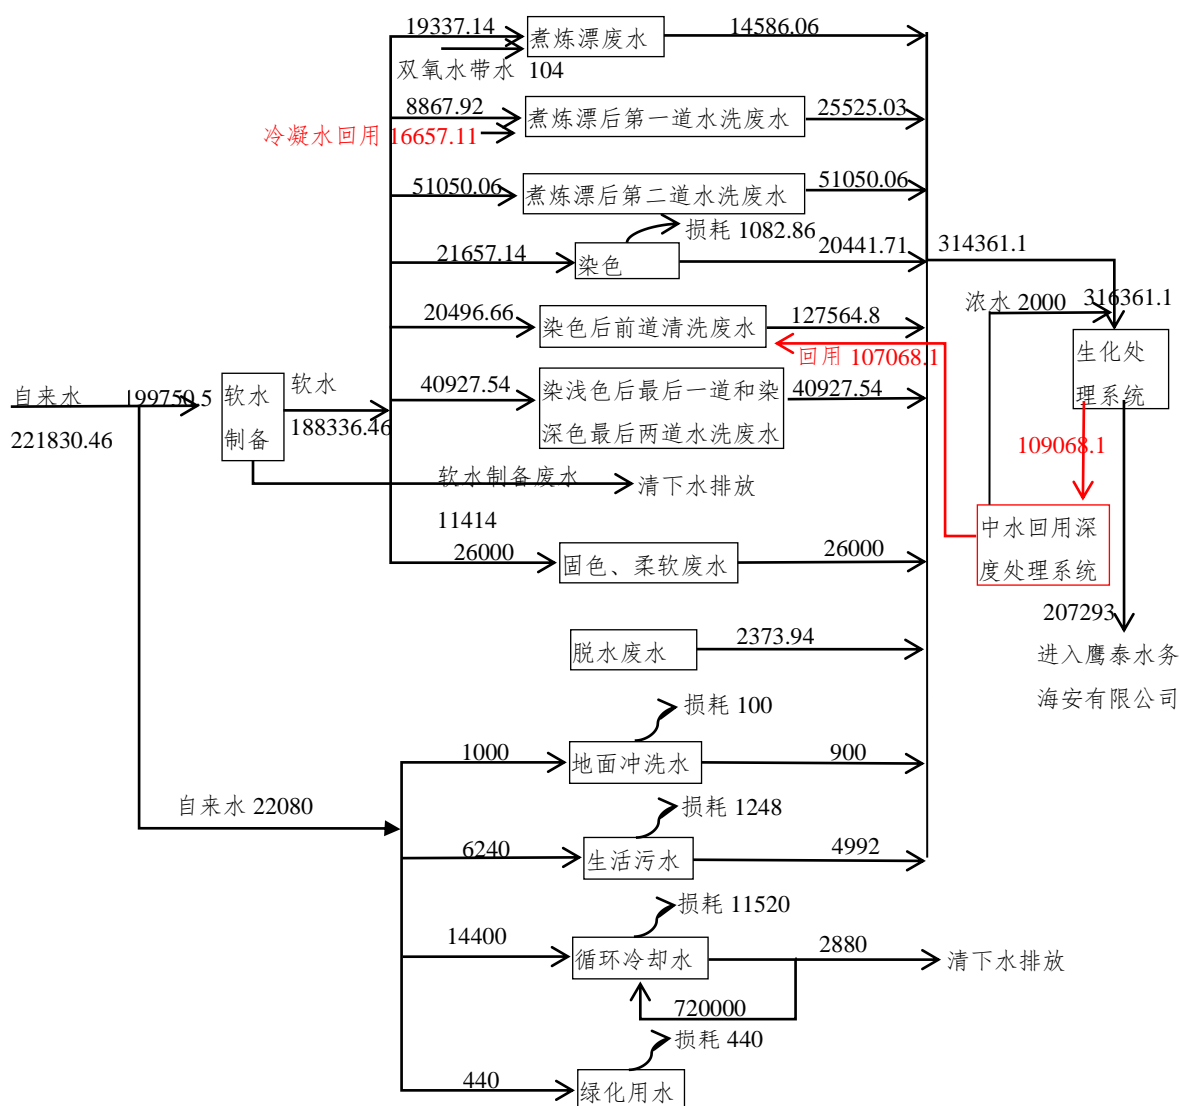 19337.14
煮炼漂废水
14586.06
双氧水带水 104
8867.92
煮炼漂后第一道水洗废水
25525.03
冷凝水回用 16657.11
51050.06
煮炼漂后第二道水洗废水
51050.06
损耗 1082.86
21657.14
染色
20441.71
314361.1
浓水 2000
316361.1
20496.66
染色后前道清洗废水
127564.8
回用 107068.1
生化处
理系统
自来水
221830.46
199750.5
软水
制备
软水
188336.46
40927.54
染浅色后最后一道和染
深色最后两道水洗废水
40927.54
109068.1
软水制备废水
清下水排放
11414
26000
固色、柔软废水
26000
中水回用深
度处理系统
207293
进入鹰泰水务
海安有限公司
脱水废水
2373.94
损耗 100
1000
地面冲洗水
900
自来水 22080
损耗 1248
6240
生活污水
4992
损耗 11520
14400
循环冷却水
2880
清下水排放
720000
损耗 440
440
绿化用水